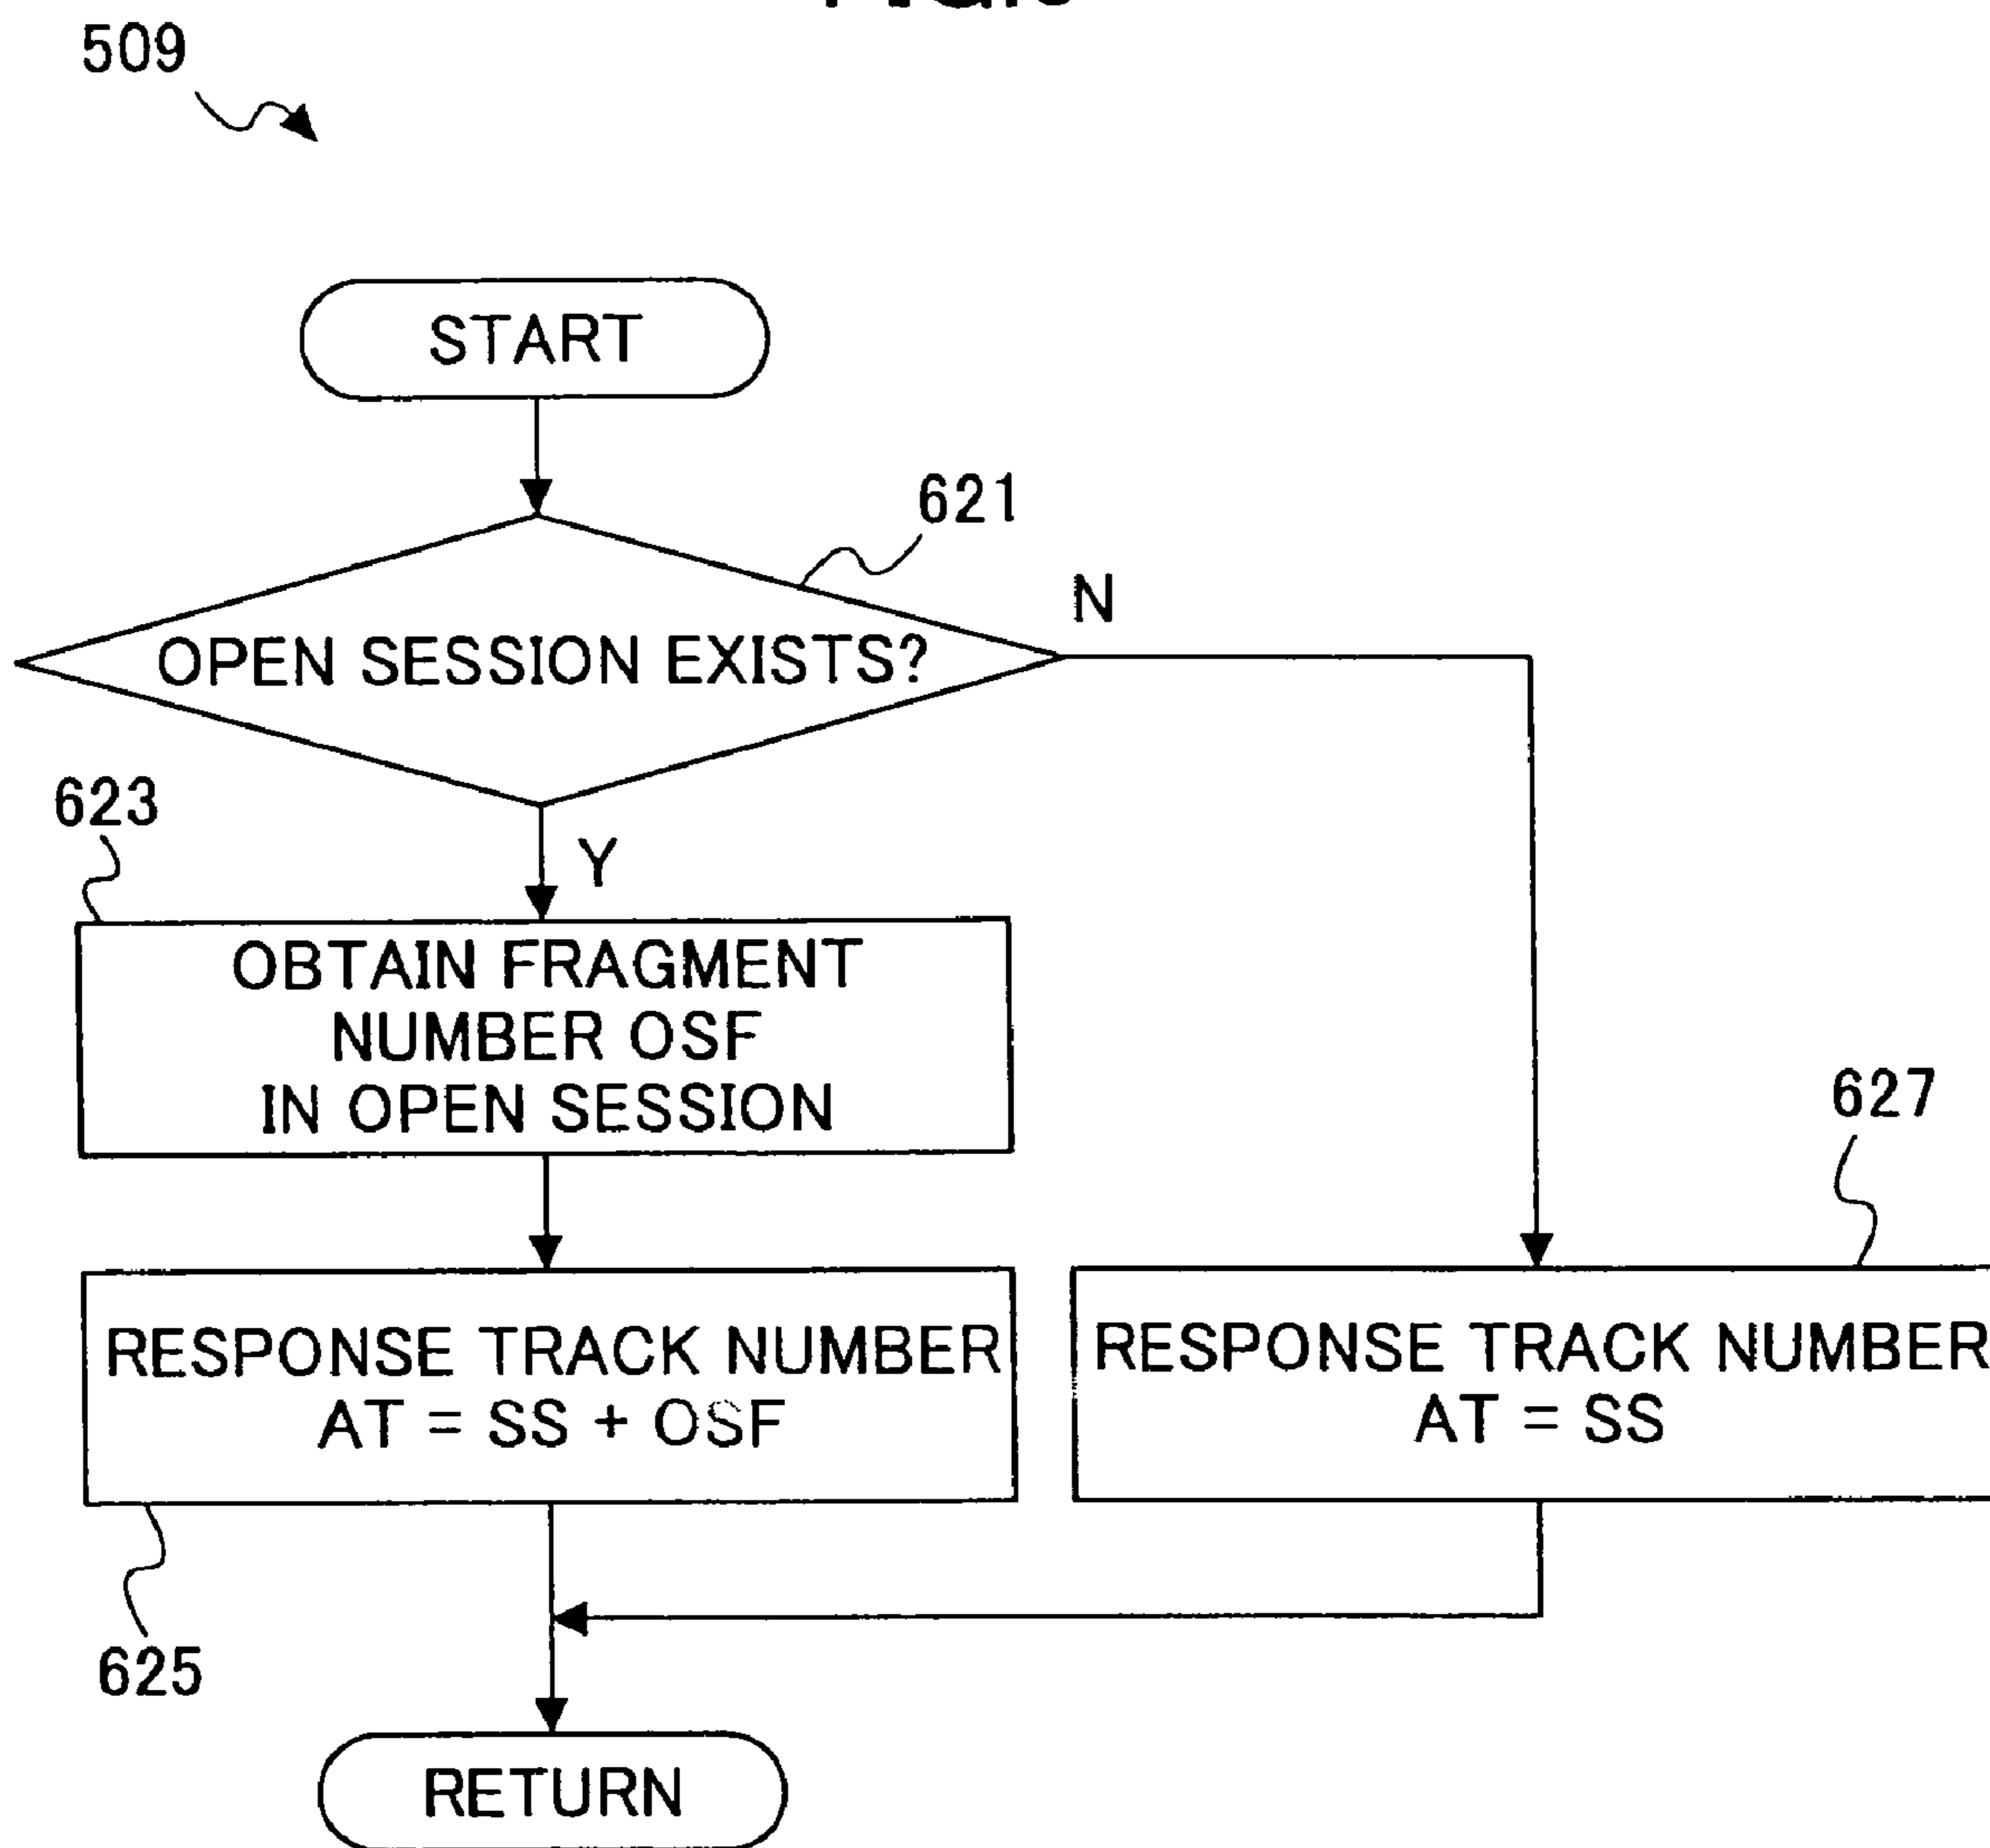 509
START
621
N
OPEN SESSION EXISTS?
623
Y
OBTAIN FRAGMENT
NUMBER OSF
IN OPEN SESSION
627
RESPONSE TRACK NUMBER
AT = SS + OSF
RESPONSE TRACK NUMBER
AT = SS
625
RETURN